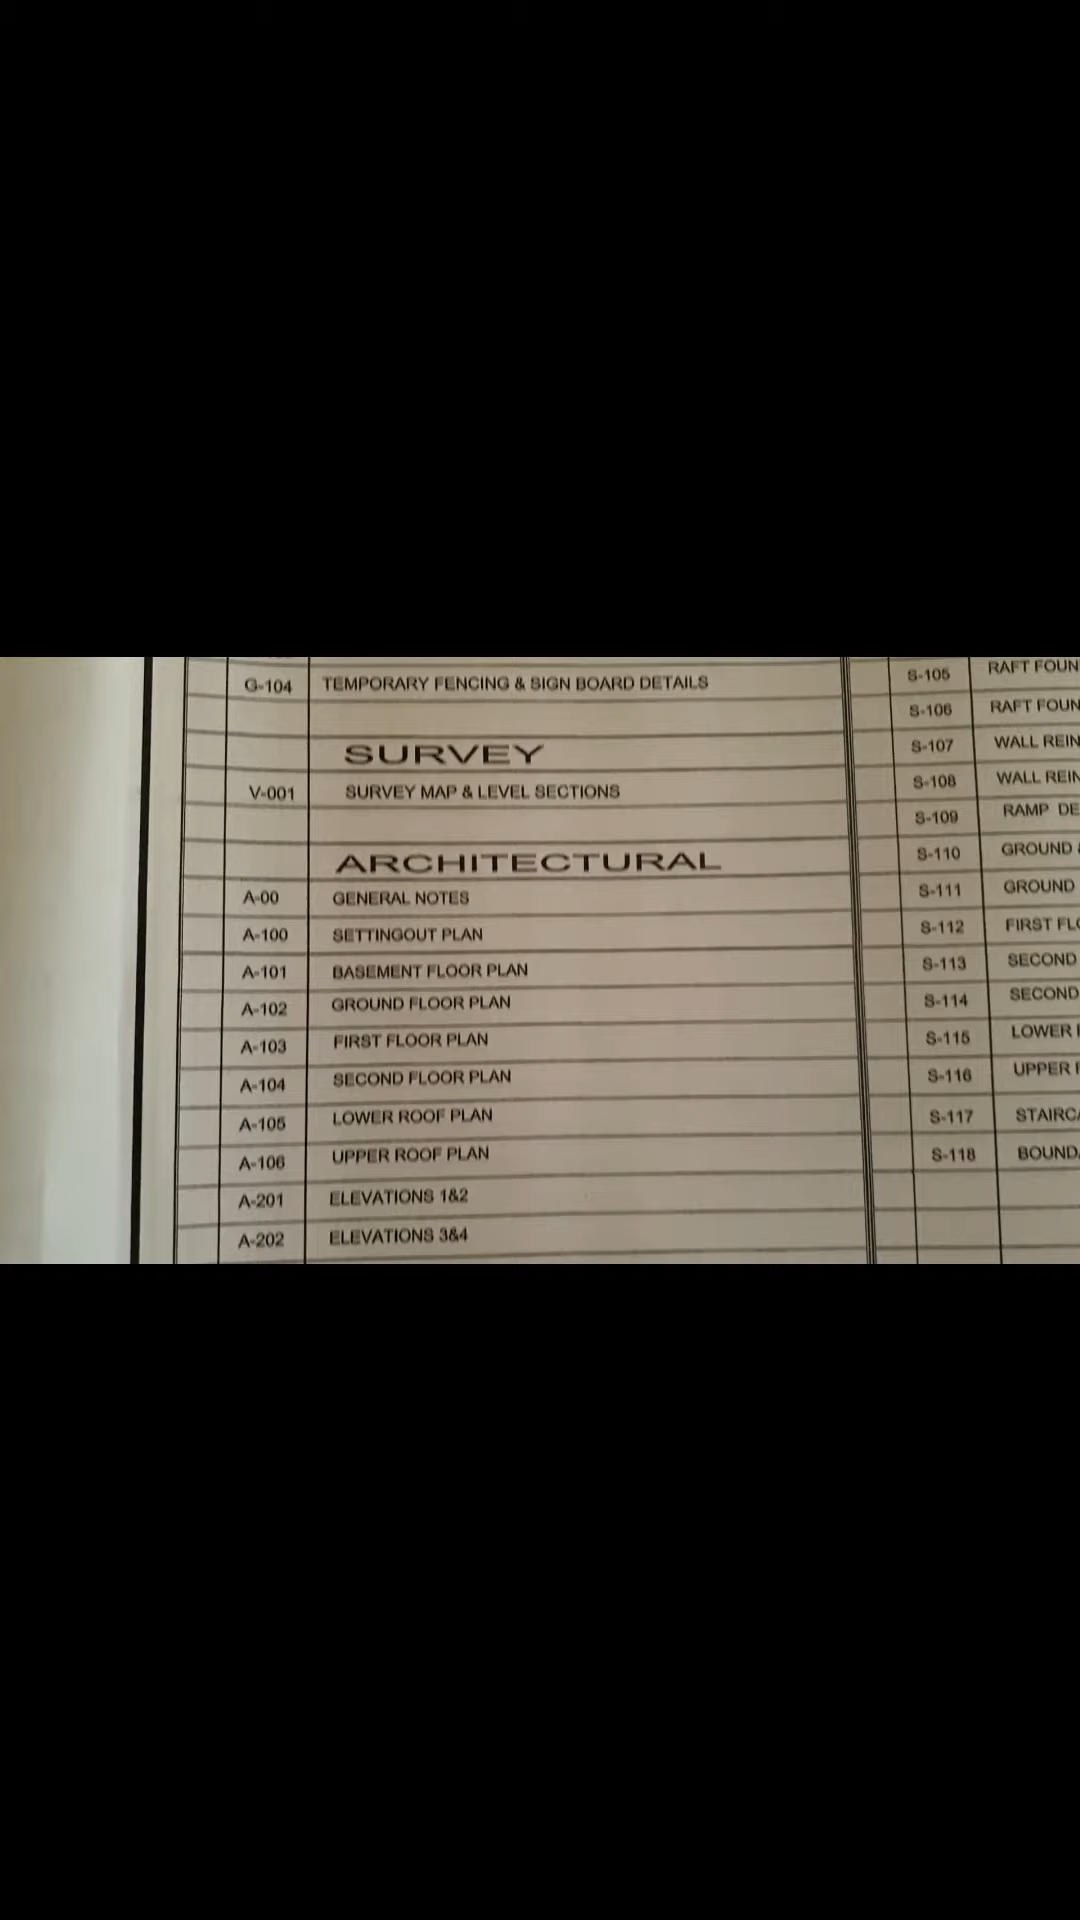 G-104 TEMPORARY FENCING & SIGN BOARD DETAILS
SURVEY
V-001 SURVEY MAP & LEVEL SECTIONS
ARCHITECTURAL
A-00 GENERAL NOTES
A-100 SETTINGOUT PLAN
A-101 BASEMENT FLOOR PLAN
A-102 GROUND FLOOR PLAN
A-103 FIRST FLOOR PLAN
A-104 SECOND FLOOR PLAN
A-105 LOWER ROOF PLAN
A-106 UPPER ROOF PLAN
A-201 ELEVATIONS 1&2
A-202 ELEVATIONS 3&4
S-105 RAFT FOUN
S-106 RAFT FOUN
S-107 WALL REIN
S-108 WALL REIN
S-109 RAMP DE
S-110 GROUND
S-111 GROUND
S-112 FIRST FLO
S-113 SECOND
S-114 SECOND
S-115 LOWER
S-116 UPPER
S-117 STAIRCA
S-118 BOUNDA